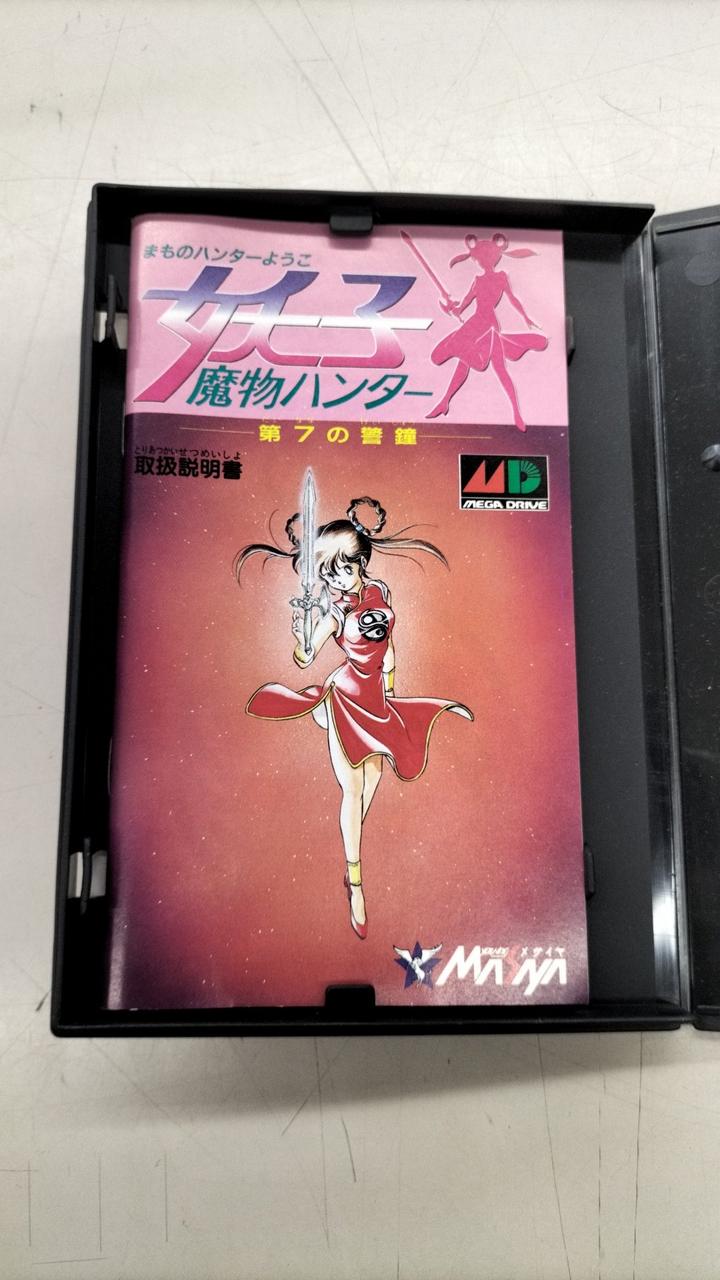 まものハンターようこ
妖子
魔物ハンター
第7の警鐘
とりあつかいせつめいしょ
取扱説明書
MD
MEGA DRIVE
メサイヤ
MASAYA